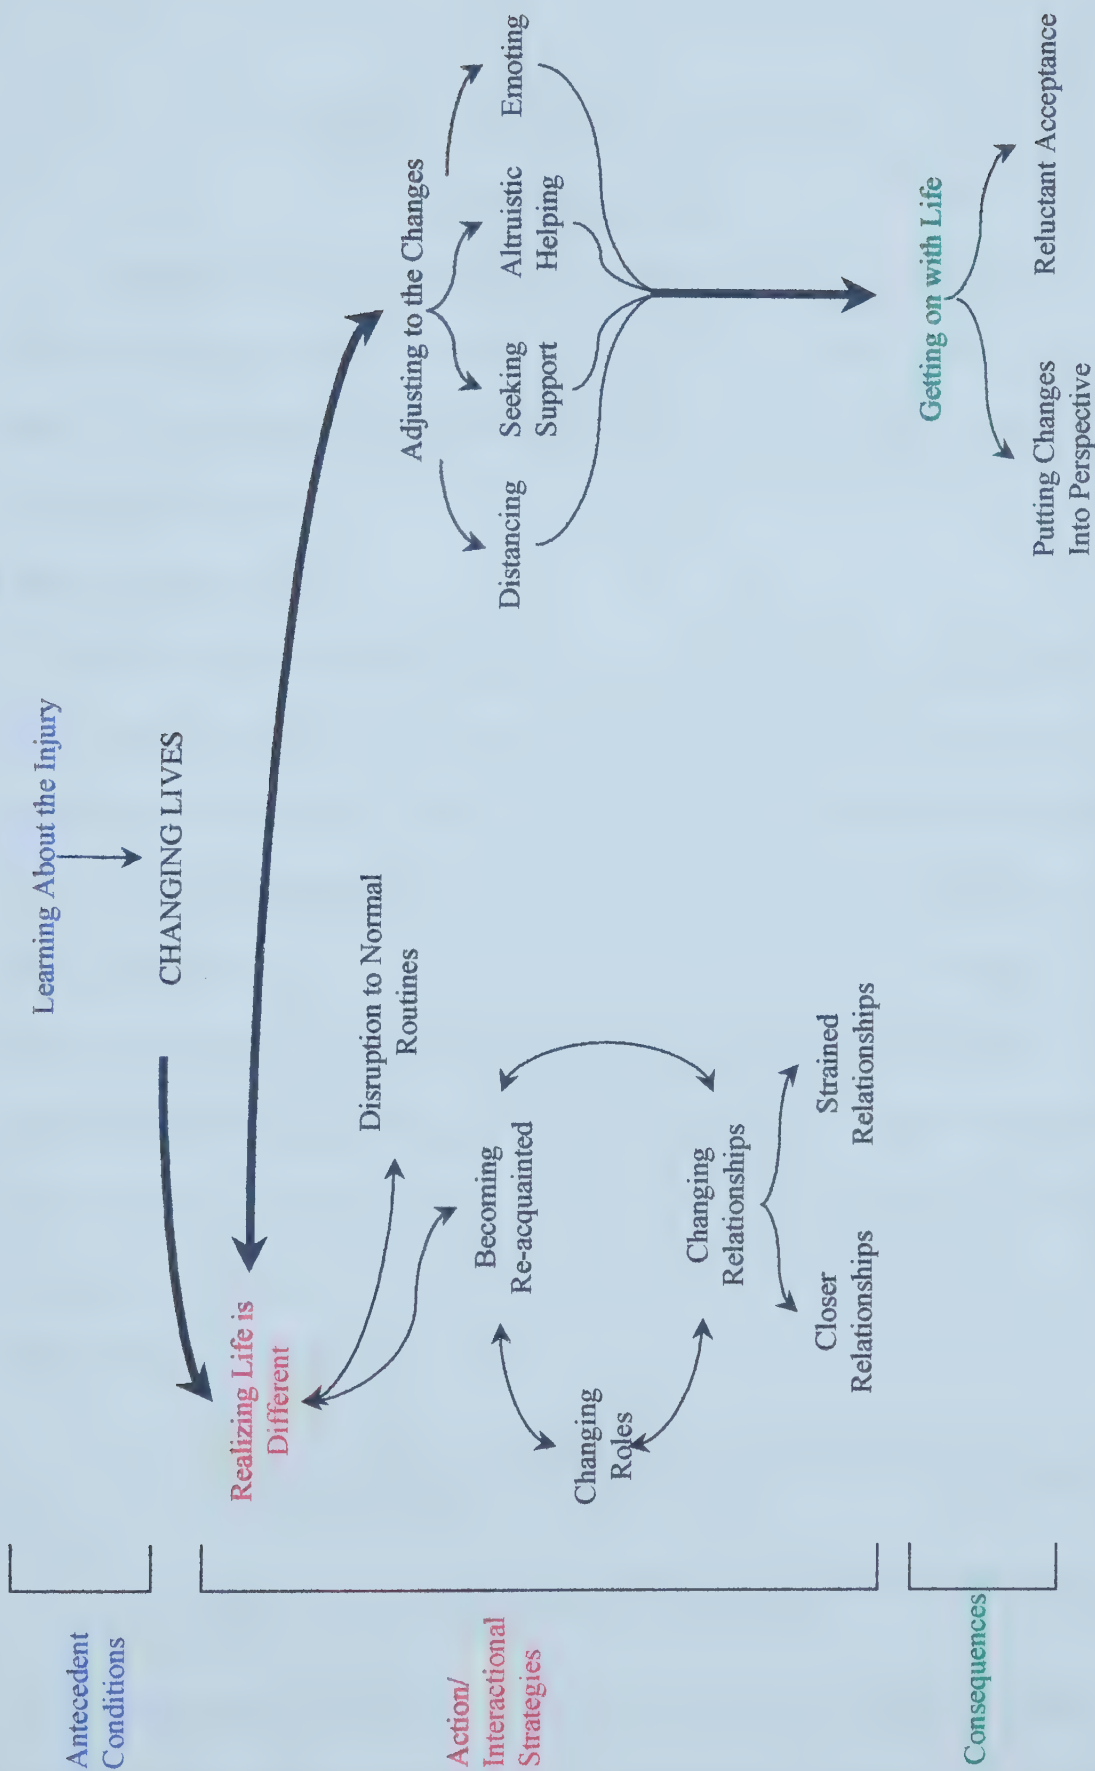 Antecedent
Conditions
Learning About the Injury
CHANGING LIVES
Action/
Interactional
Strategies
Realizing Life is
Different
Disruption to Normal
Routines
Becoming
Re-acquainted
Changing
Roles
Changing
Relationships
Closer
Relationships
Strained
Relationships
Adjusting to the Changes
Distancing
Seeking
Support
Altruistic
Helping
Emoting
Consequences
Getting on with Life
Putting Changes
Into Perspective
Reluctant Acceptance